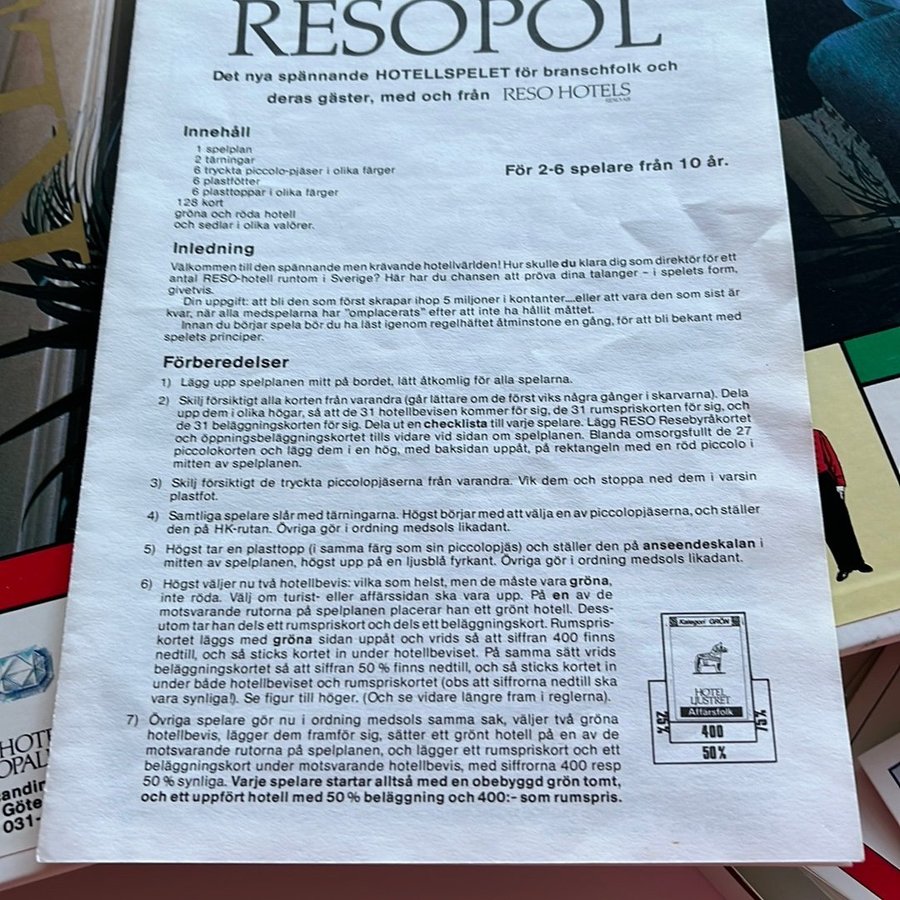 RESOPOL
Det nya spännande HOTELLSPELET för branschfolk och
deras gäster, med och från RESO HOTELS
Innehåll
1 spelplan
2 tärningar
6 tryckta piccolo-pjäser i olika färger
6 plastfötter
6 plasttoppar i olika färger
128 kort
gröna och röda hotell
och sedlar i olika valörer.
För 2-6 spelare från 10 år.
Inledning
Välkommen till den spännande men krävande hotellvärlden! Hur skulle du klara dig som direktör för ett
antal RESO-hotell runtom i Sverige? Här har du chansen att pröva dina talanger – i spelets form,
givetvis.
Din uppgift: att bli den som först skrapar ihop 5 miljoner i kontanter....eller att vara den som sist är
kvar, när alla medspelarna har "omplacerats" efter att inte ha hållit måttet.
Innan du börjar spela bör du ha läst igenom regelhäftet åtminstone en gång, för att bli bekant med
spelets principer.
Förberedelser
1) Lägg upp spelplanen mitt på bordet, lätt åtkomlig för alla spelarna.
2) Skilj försiktigt alla korten från varandra (går lättare om de först viks några gånger i skarvarna). Dela
upp dem i olika högar, så att de 31 hotellbevisen kommer för sig, de 31 rumspriskorten för sig, och
de 31 beläggningskorten för sig. Dela ut en checklista till varje spelare. Lägg RESO Resebyråkortet
och öppningsbeläggningskortet tills vidare vid sidan om spelplanen. Blanda omsorgsfullt de 27
piccolokorten och lägg dem i en hög, med baksidan uppåt, på rektangeln med en röd piccolo i
mitten av spelplanen.
3) Skilj försiktigt de tryckta piccolopjäserna från varandra. Vik dem och stoppa ned dem i varsin
plastfot.
4) Samtliga spelare slår med tärningarna. Högst börjar med att välja en av piccolopjäserna, och ställer
den på HK-rutan. Övriga gör i ordning medsols likadant.
5) Högst tar en plasttopp (i samma färg som sin piccolopjäs) och ställer den på anseendeskalan i
mitten av spelplanen, högst upp på en ljusblå fyrkant. Övriga gör i ordning medsols likadant.
6) Högst väljer nu två hotellbevis: vilka som helst, men de måste vara gröna,
inte röda. Välj om turist- eller affärssidan ska vara upp. På en av de
motsvarande rutorna på spelplanen placerar han ett grönt hotell. Dess-
utom tar han dels ett rumspriskort och dels ett beläggningskort. Rumspris-
kortet läggs med gröna sidan uppåt och vrids så att siffran 400 finns
nedtill, och så sticks kortet in under hotellbeviset. På samma sätt vrids
beläggningskortet så att siffran 50 % finns nedtill, och så sticks kortet in
under både hotellbeviset och rumspriskortet (obs att siffrorna nedtill ska
vara synliga!). Se figur till höger. (Och se vidare längre fram i reglerna).
Kategori GRÖN
HOTEL
LJUSTRET
Affärsfolk
25%
400
75%
50%
7) Övriga spelare gör nu i ordning medsols samma sak, väljer två gröna
hotellbevis, lägger dem framför sig, sätter ett grönt hotell på en av de
motsvarande rutorna på spelplanen, och lägger ett rumspriskort och ett
beläggningskort under motsvarande hotellbevis, med siffrorna 400 resp
50 % synliga. Varje spelare startar alltså med en obebyggd grön tomt,
och ett uppfört hotell med 50 % beläggning och 400:- som rumspris.
HOT
OPAL
andin
Göte
031-